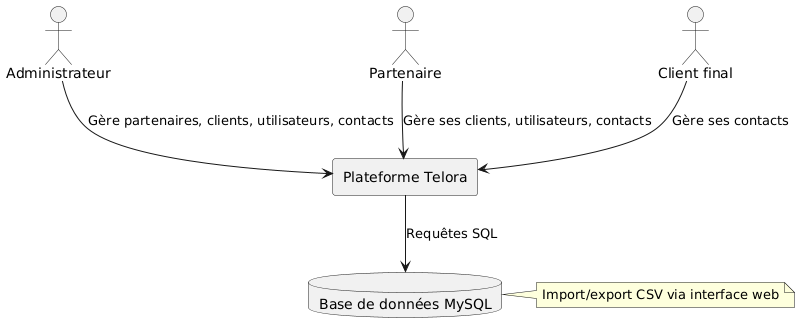 Administrateur
Partenaire
Client final
Gère partenaires, clients, utilisateurs, contacts
Gère ses clients, utilisateurs, contacts
Gère ses contacts
Plateforme Telora
Requêtes SQL
Base de données MySQL
Import/export CSV via interface web